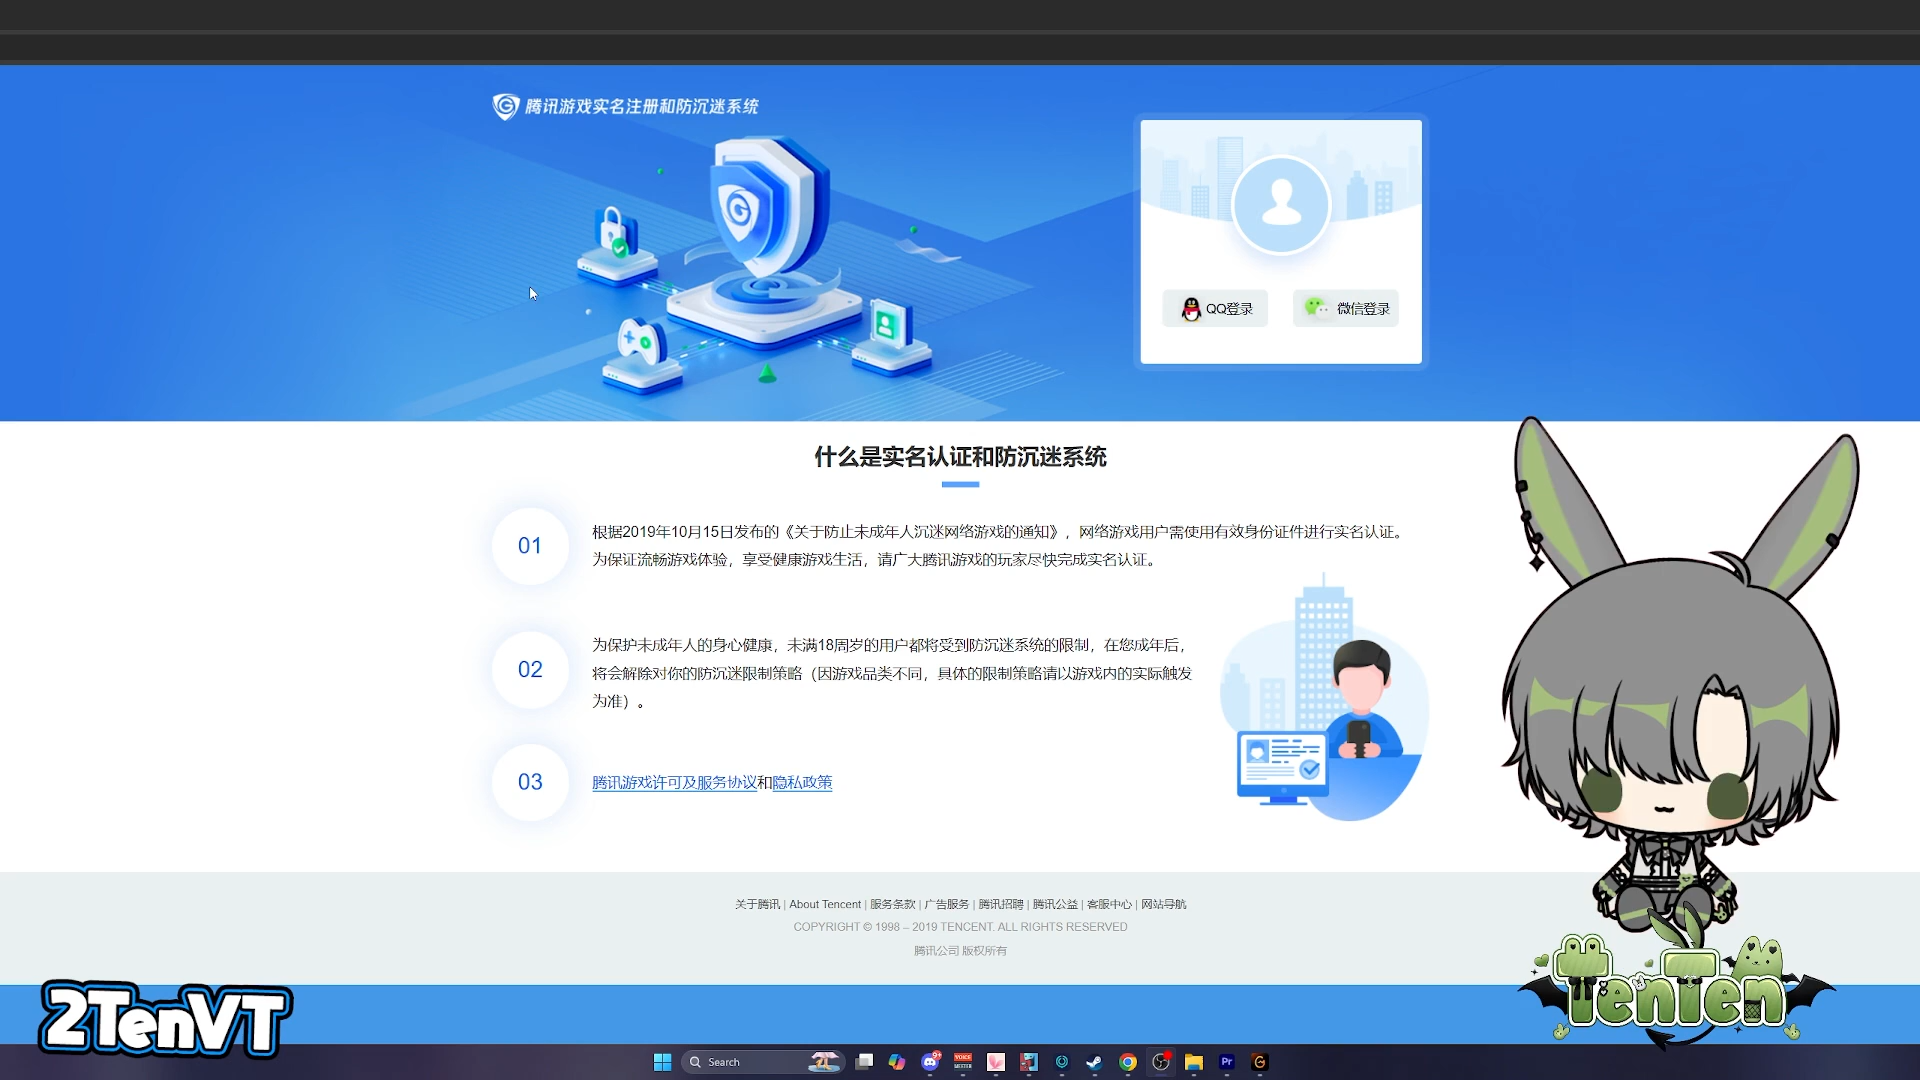 腾讯游戏实名注册和防沉迷系统
QQ登录
微信登录
什么是实名认证和防沉迷系统
01
根据2019年10月15日发布的《关于防止未成年人沉迷网络游戏的通知》，网络游戏用户需使用有效身份证件进行实名认证。
为保证流畅游戏体验，享受健康游戏生活，请广大腾讯游戏的玩家尽快完成实名认证。
02
为保护未成年人的身心健康，未满18周岁的用户都将受到防沉迷系统的限制，在您成年后，
将会解除对你的防沉迷限制策略（因游戏品类不同，具体的限制策略请以游戏内的实际触发
为准）。
03
腾讯游戏许可及服务协议和隐私政策
关于腾讯 | About Tencent | 服务条款 | 广告服务 | 腾讯招聘 | 腾讯公益 | 客服中心 | 网站导航
COPYRIGHT © 1998 – 2019 TENCENT. ALL RIGHTS RESERVED
腾讯公司 版权所有
2TenVT
TenTen
Search
Pr